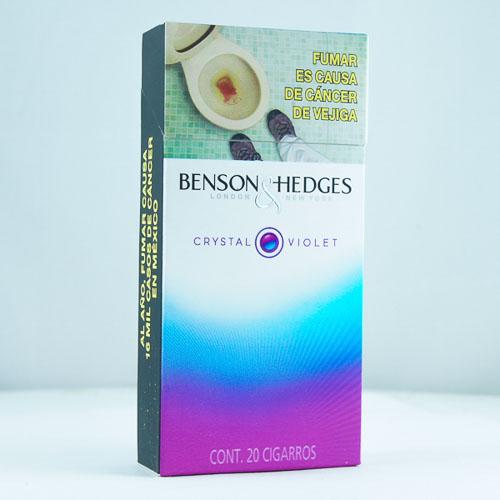 FUMAR
ES CAUSA
DE CÁNCER
DE VEJIGA
BENSON & HEDGES
LONDON NEW YORK
CRYSTAL VIOLET
CONT. 20 CIGARROS
AL AÑO, FUMAR CAUSA
16 MIL CASOS DE CÁNCER
EN MÉXICO